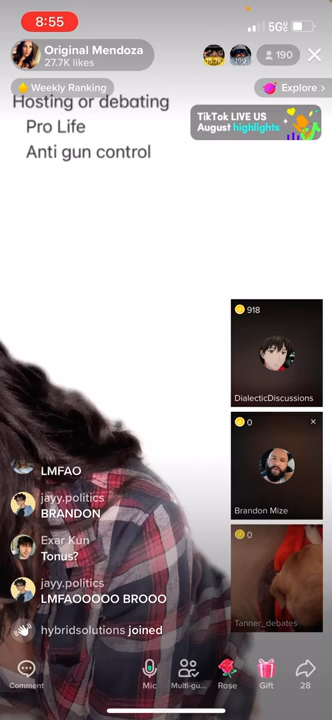 8:55
5G
Original Mendoza
27.7K likes
190
Weekly Ranking
Explore >
Hosting or debating
Pro Life
Anti gun control
TikTok LIVE US
August highlights
918
DialecticDiscussions
0
Brandon Mize
0
Tanner_debates
LMFAO
jayy.politics
BRANDON
Exar Kun
Tonus?
jayy.politics
LMFAOOOOO BROOO
hybridsolutions joined
Comment
Mic
Multi-gu...
Rose
Gift
28